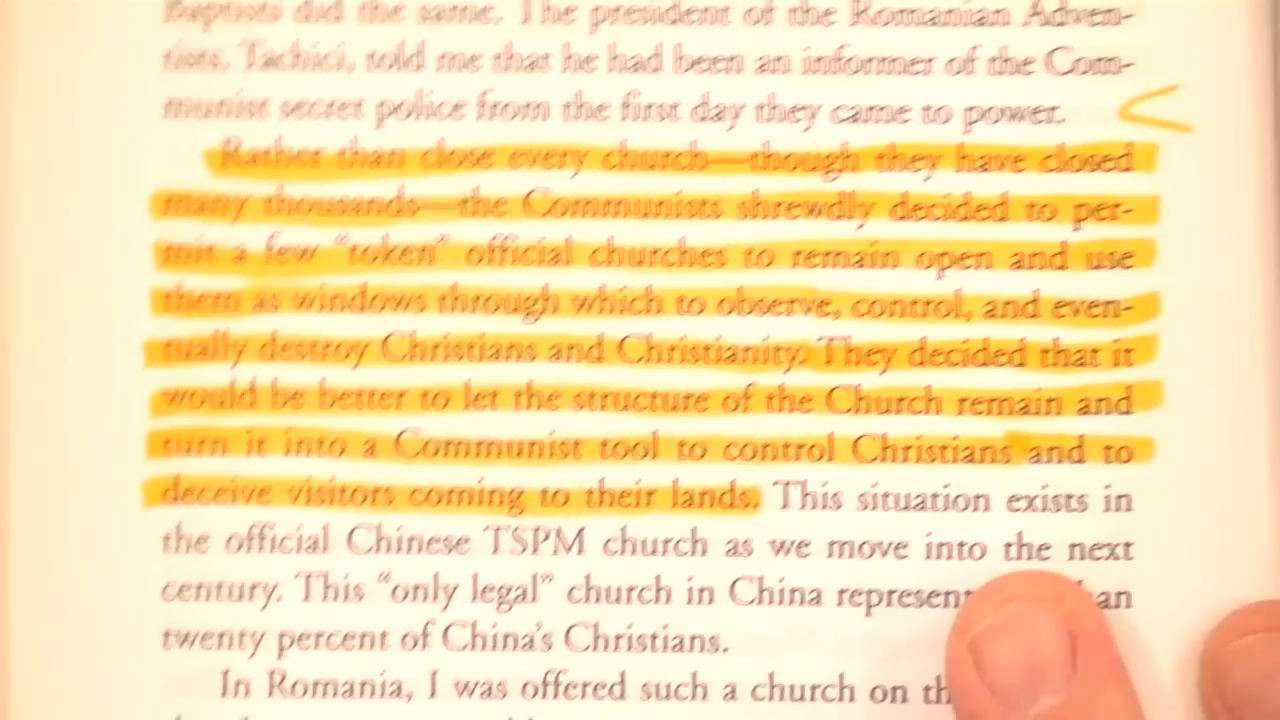 Baptists did the same. The president of the Romanian Adven-
tists, Tachici, told me that he had been an informer of the Com-
munist secret police from the first day they came to power.
Rather than close every church—though they have closed
many thousands—the Communists shrewdly decided to per-
mit a few “token” official churches to remain open and use
them as windows through which to observe, control, and even-
tually destroy Christians and Christianity. They decided that it
would be better to let the structure of the Church remain and
turn it into a Communist tool to control Christians and to
deceive visitors coming to their lands. This situation exists in
the official Chinese TSPM church as we move into the next
century. This “only legal” church in China an
twenty percent of China’s Christians.
In Romania, I was offered such a church on